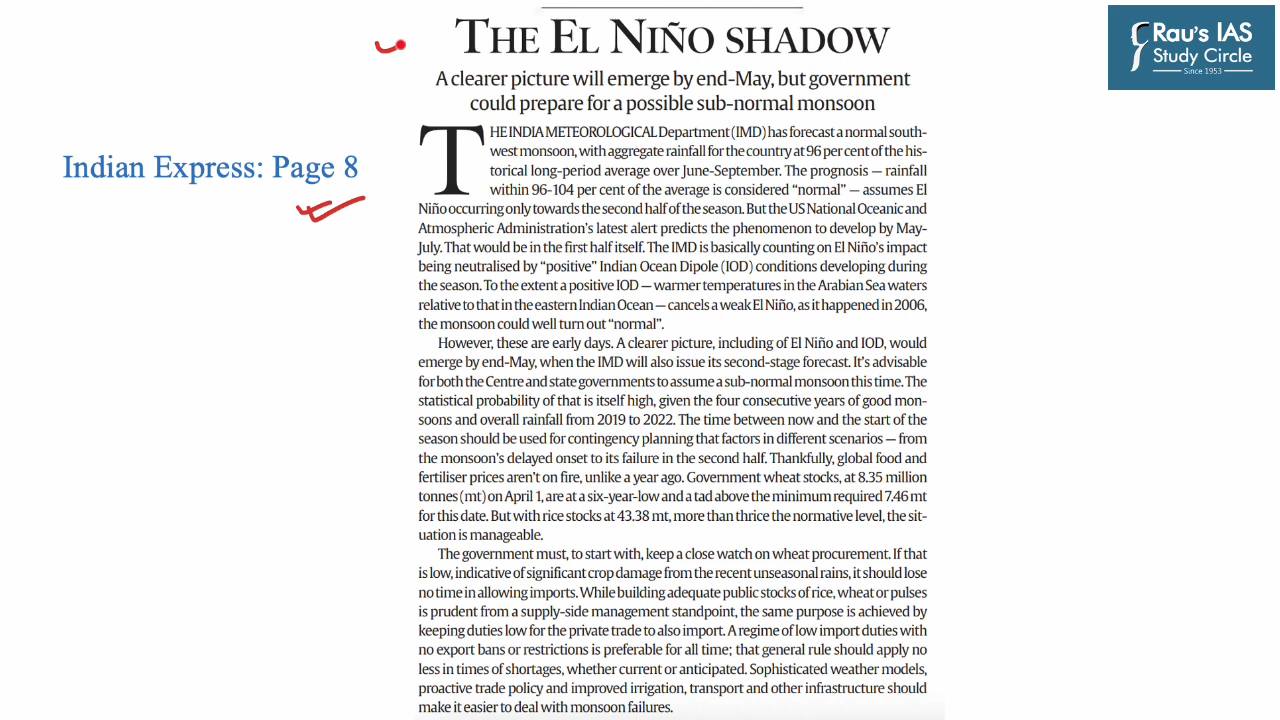 THE EL NIÑO SHADOW
A clearer picture will emerge by end-May, but government
could prepare for a possible sub-normal monsoon
THE INDIA METEOROLOGICAL Department (IMD) has forecast a normal south-
west monsoon, with aggregate rainfall for the country at 96 per cent of the his-
torical long-period average over June-September. The prognosis — rainfall
within 96-104 per cent of the average is considered “normal” — assumes El
Niño occurring only towards the second half of the season. But the US National Oceanic and
Atmospheric Administration’s latest alert predicts the phenomenon to develop by May-
July. That would be in the first half itself. The IMD is basically counting on El Niño’s impact
being neutralised by “positive” Indian Ocean Dipole (IOD) conditions developing during
the season. To the extent a positive IOD — warmer temperatures in the Arabian Sea waters
relative to that in the eastern Indian Ocean — cancels a weak El Niño, as it happened in 2006,
the monsoon could well turn out “normal”.
However, these are early days. A clearer picture, including of El Niño and IOD, would
emerge by end-May, when the IMD will also issue its second-stage forecast. It’s advisable
for both the Centre and state governments to assume a sub-normal monsoon this time. The
statistical probability of that is itself high, given the four consecutive years of good mon-
soons and overall rainfall from 2019 to 2022. The time between now and the start of the
season should be used for contingency planning that factors in different scenarios — from
the monsoon’s delayed onset to its failure in the second half. Thankfully, global food and
fertiliser prices aren’t on fire, unlike a year ago. Government wheat stocks, at 8.35 million
tonnes (mt) on April 1, are at a six-year-low and a tad above the minimum required 7.46 mt
for this date. But with rice stocks at 43.38 mt, more than thrice the normative level, the sit-
uation is manageable.
The government must, to start with, keep a close watch on wheat procurement. If that
is low, indicative of significant crop damage from the recent unseasonal rains, it should lose
no time in allowing imports. While building adequate public stocks of rice, wheat or pulses
is prudent from a supply-side management standpoint, the same purpose is achieved by
keeping duties low for the private trade to also import. A regime of low import duties with
no export bans or restrictions is preferable for all time; that general rule should apply no
less in times of shortages, whether current or anticipated. Sophisticated weather models,
proactive trade policy and improved irrigation, transport and other infrastructure should
make it easier to deal with monsoon failures.
Indian Express: Page 8
Rau's IAS
Study Circle
Since 1953